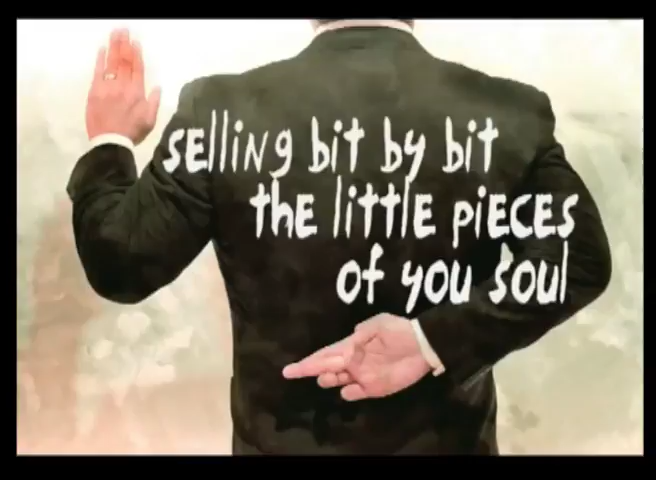 sElliNg bit by bit
thE littlE piECES
of you Soul